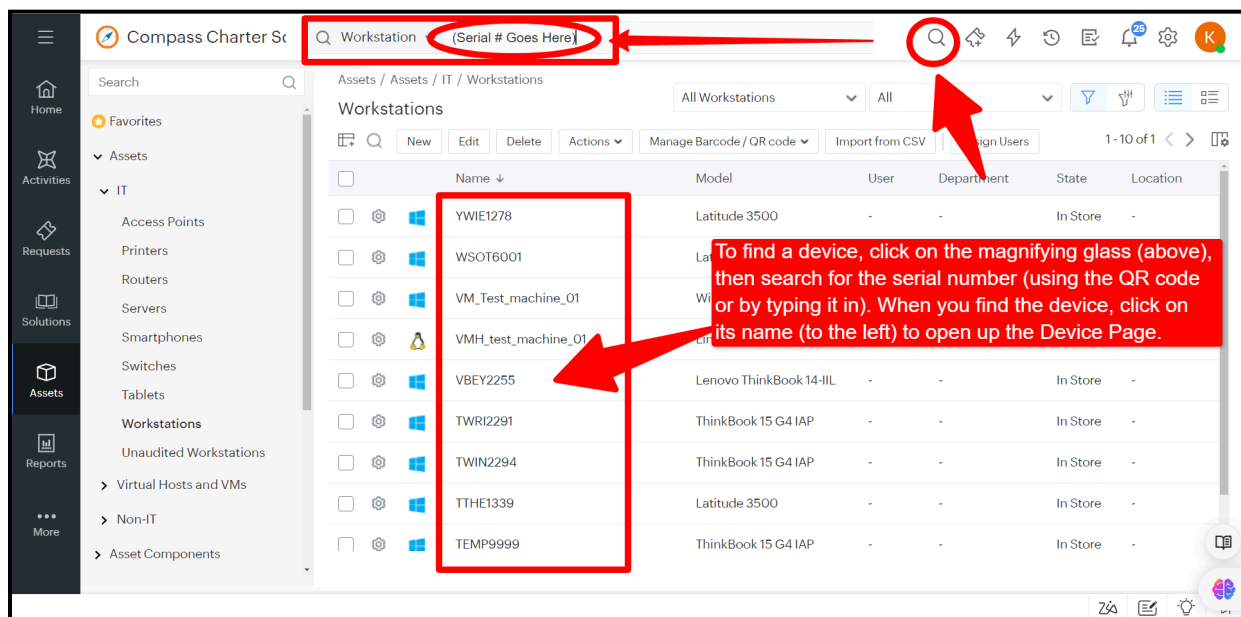 Compass Charter Sc
Workstation
(Serial # Goes Here)
25
K
Home
Activities
Requests
Solutions
Assets
Reports
More
Search
Favorites
Assets
IT
Access Points
Printers
Routers
Servers
Smartphones
Switches
Tablets
Workstations
Unaudited Workstations
Virtual Hosts and VMs
Non-IT
Asset Components
Assets / Assets / IT / Workstations
Workstations
All Workstations
All
New Edit Delete Actions Manage Barcode / QR code Import from CSV Users
1 - 10 of 1
Name Model User Department State Location
YWIE1278 Latitude 3500 - - In Store -
WSOT6001
VM_Test_machine_01
VMH_test_machine_01
VBEY2255 Lenovo ThinkBook 14-IIL - - In Store -
TWRI2291 ThinkBook 15 G4 IAP - - In Store -
TWIN2294 ThinkBook 15 G4 IAP - - In Store -
TTHE1339 Latitude 3500 - - In Store -
TEMP9999 ThinkBook 15 G4 IAP - - In Store -
To find a device, click on the magnifying glass (above),
then search for the serial number (using the QR code
or by typing it in). When you find the device, click on
its name (to the left) to open up the Device Page.